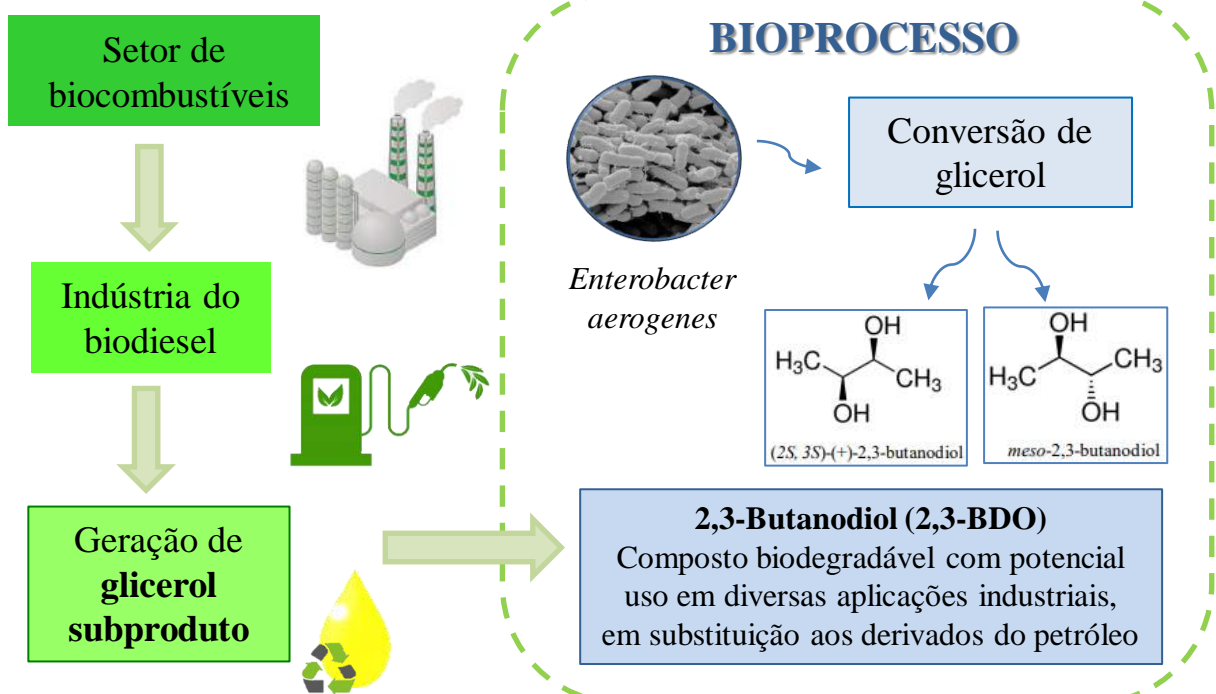 Setor de
biocombustíveis
Indústria do
biodiesel
Geração de
glicerol
subproduto
BIOPROCESSO
Enterobacter
aerogenes
Conversão de
glicerol
OH
H₃C
CH₃
OH
(2S, 3S)-(+)-2,3-butanodiol
OH
H₃C
CH₃
OH
meso-2,3-butanodiol
2,3-Butanodiol (2,3-BDO)
Composto biodegradável com potencial
uso em diversas aplicações industriais,
em substituição aos derivados do petróleo